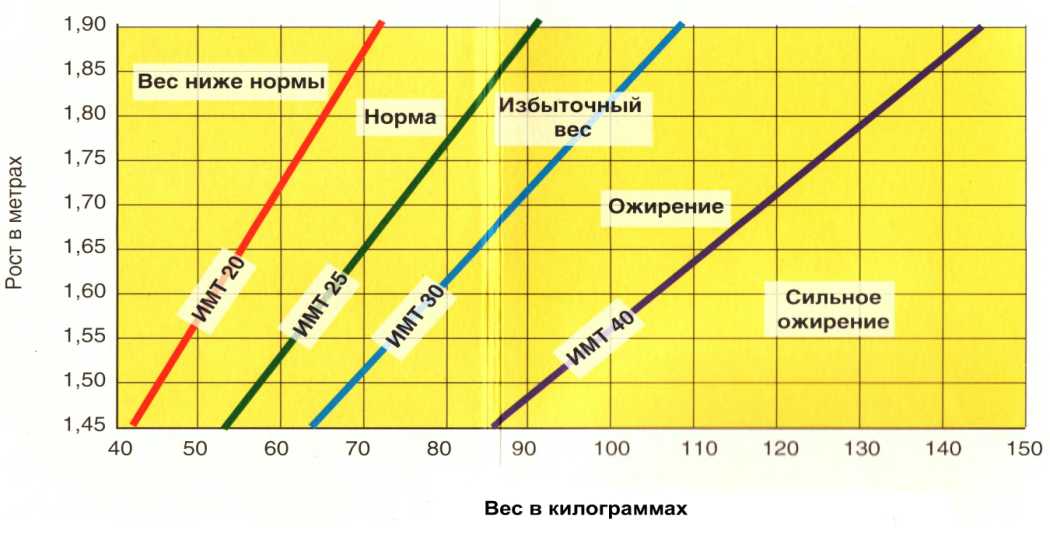 1,90
1,85
1,80
1,75
1,70
1,65
1,60
1,55
1,50
1,45
Рост в метрах
Вес ниже нормы
Норма
Избыточный
вес
Ожирение
Сильное
ожирение
ИМТ 20
ИМТ 25
ИМТ 30
ИМТ 40
40 50 60 70 80 90 100 110 120 130 140 150
Вес в килограммах